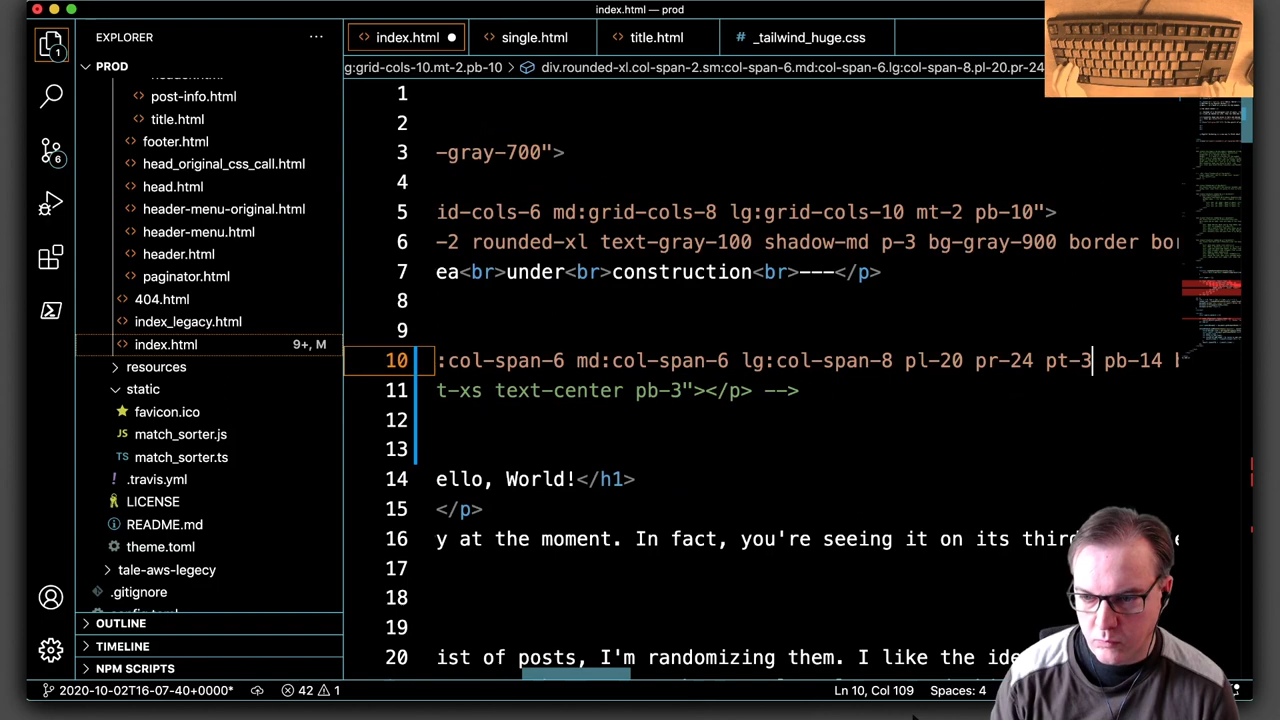 index.html — prod
EXPLORER
···
index.html
single.html
title.html
# _tailwind_huge.css
PROD
g:grid-cols-10.mt-2.pb-10 > div.rounded-xl.col-span-2.sm:col-span-6.md:col-span-6.lg:col-span-8.pl-20.pr-24
post-info.html
title.html
footer.html
head_original_css_call.html
head.html
header-menu-original.html
header-menu.html
header.html
paginator.html
404.html
index_legacy.html
index.html 9+, M
resources
static
favicon.ico
JS match_sorter.js
TS match_sorter.ts
.travis.yml
LICENSE
README.md
theme.toml
tale-aws-legacy
.gitignore
OUTLINE
TIMELINE
NPM SCRIPTS
1
2
3 -gray-700">
4
5 id-cols-6 md:grid-cols-8 lg:grid-cols-10 mt-2 pb-10">
6 -2 rounded-xl text-gray-100 shadow-md p-3 bg-gray-900 border bor
7 ea<br>under<br>construction<br>---</p>
8
9
10 :col-span-6 md:col-span-6 lg:col-span-8 pl-20 pr-24 pt-3 pb-14
11 t-xs text-center pb-3"></p> -->
12
13
14 ello, World!</h1>
15 </p>
16 y at the moment. In fact, you're seeing it on its third
17
18
19
20 ist of posts, I'm randomizing them. I like the
1
6
2020-10-02T16-07-40+0000*
42 1
Ln 10, Col 109
Spaces: 4